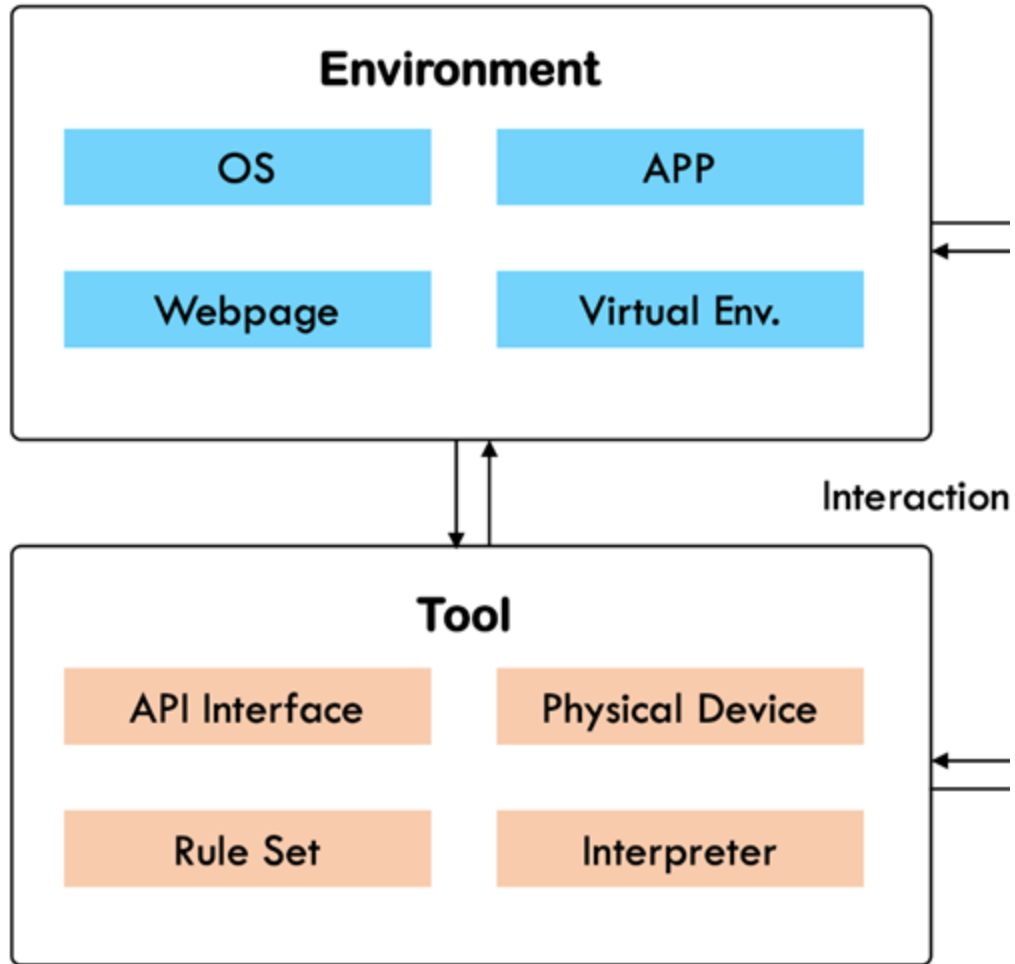 Environment
OS
APP
Webpage
Virtual Env.
Interaction
Tool
API Interface
Physical Device
Rule Set
Interpreter